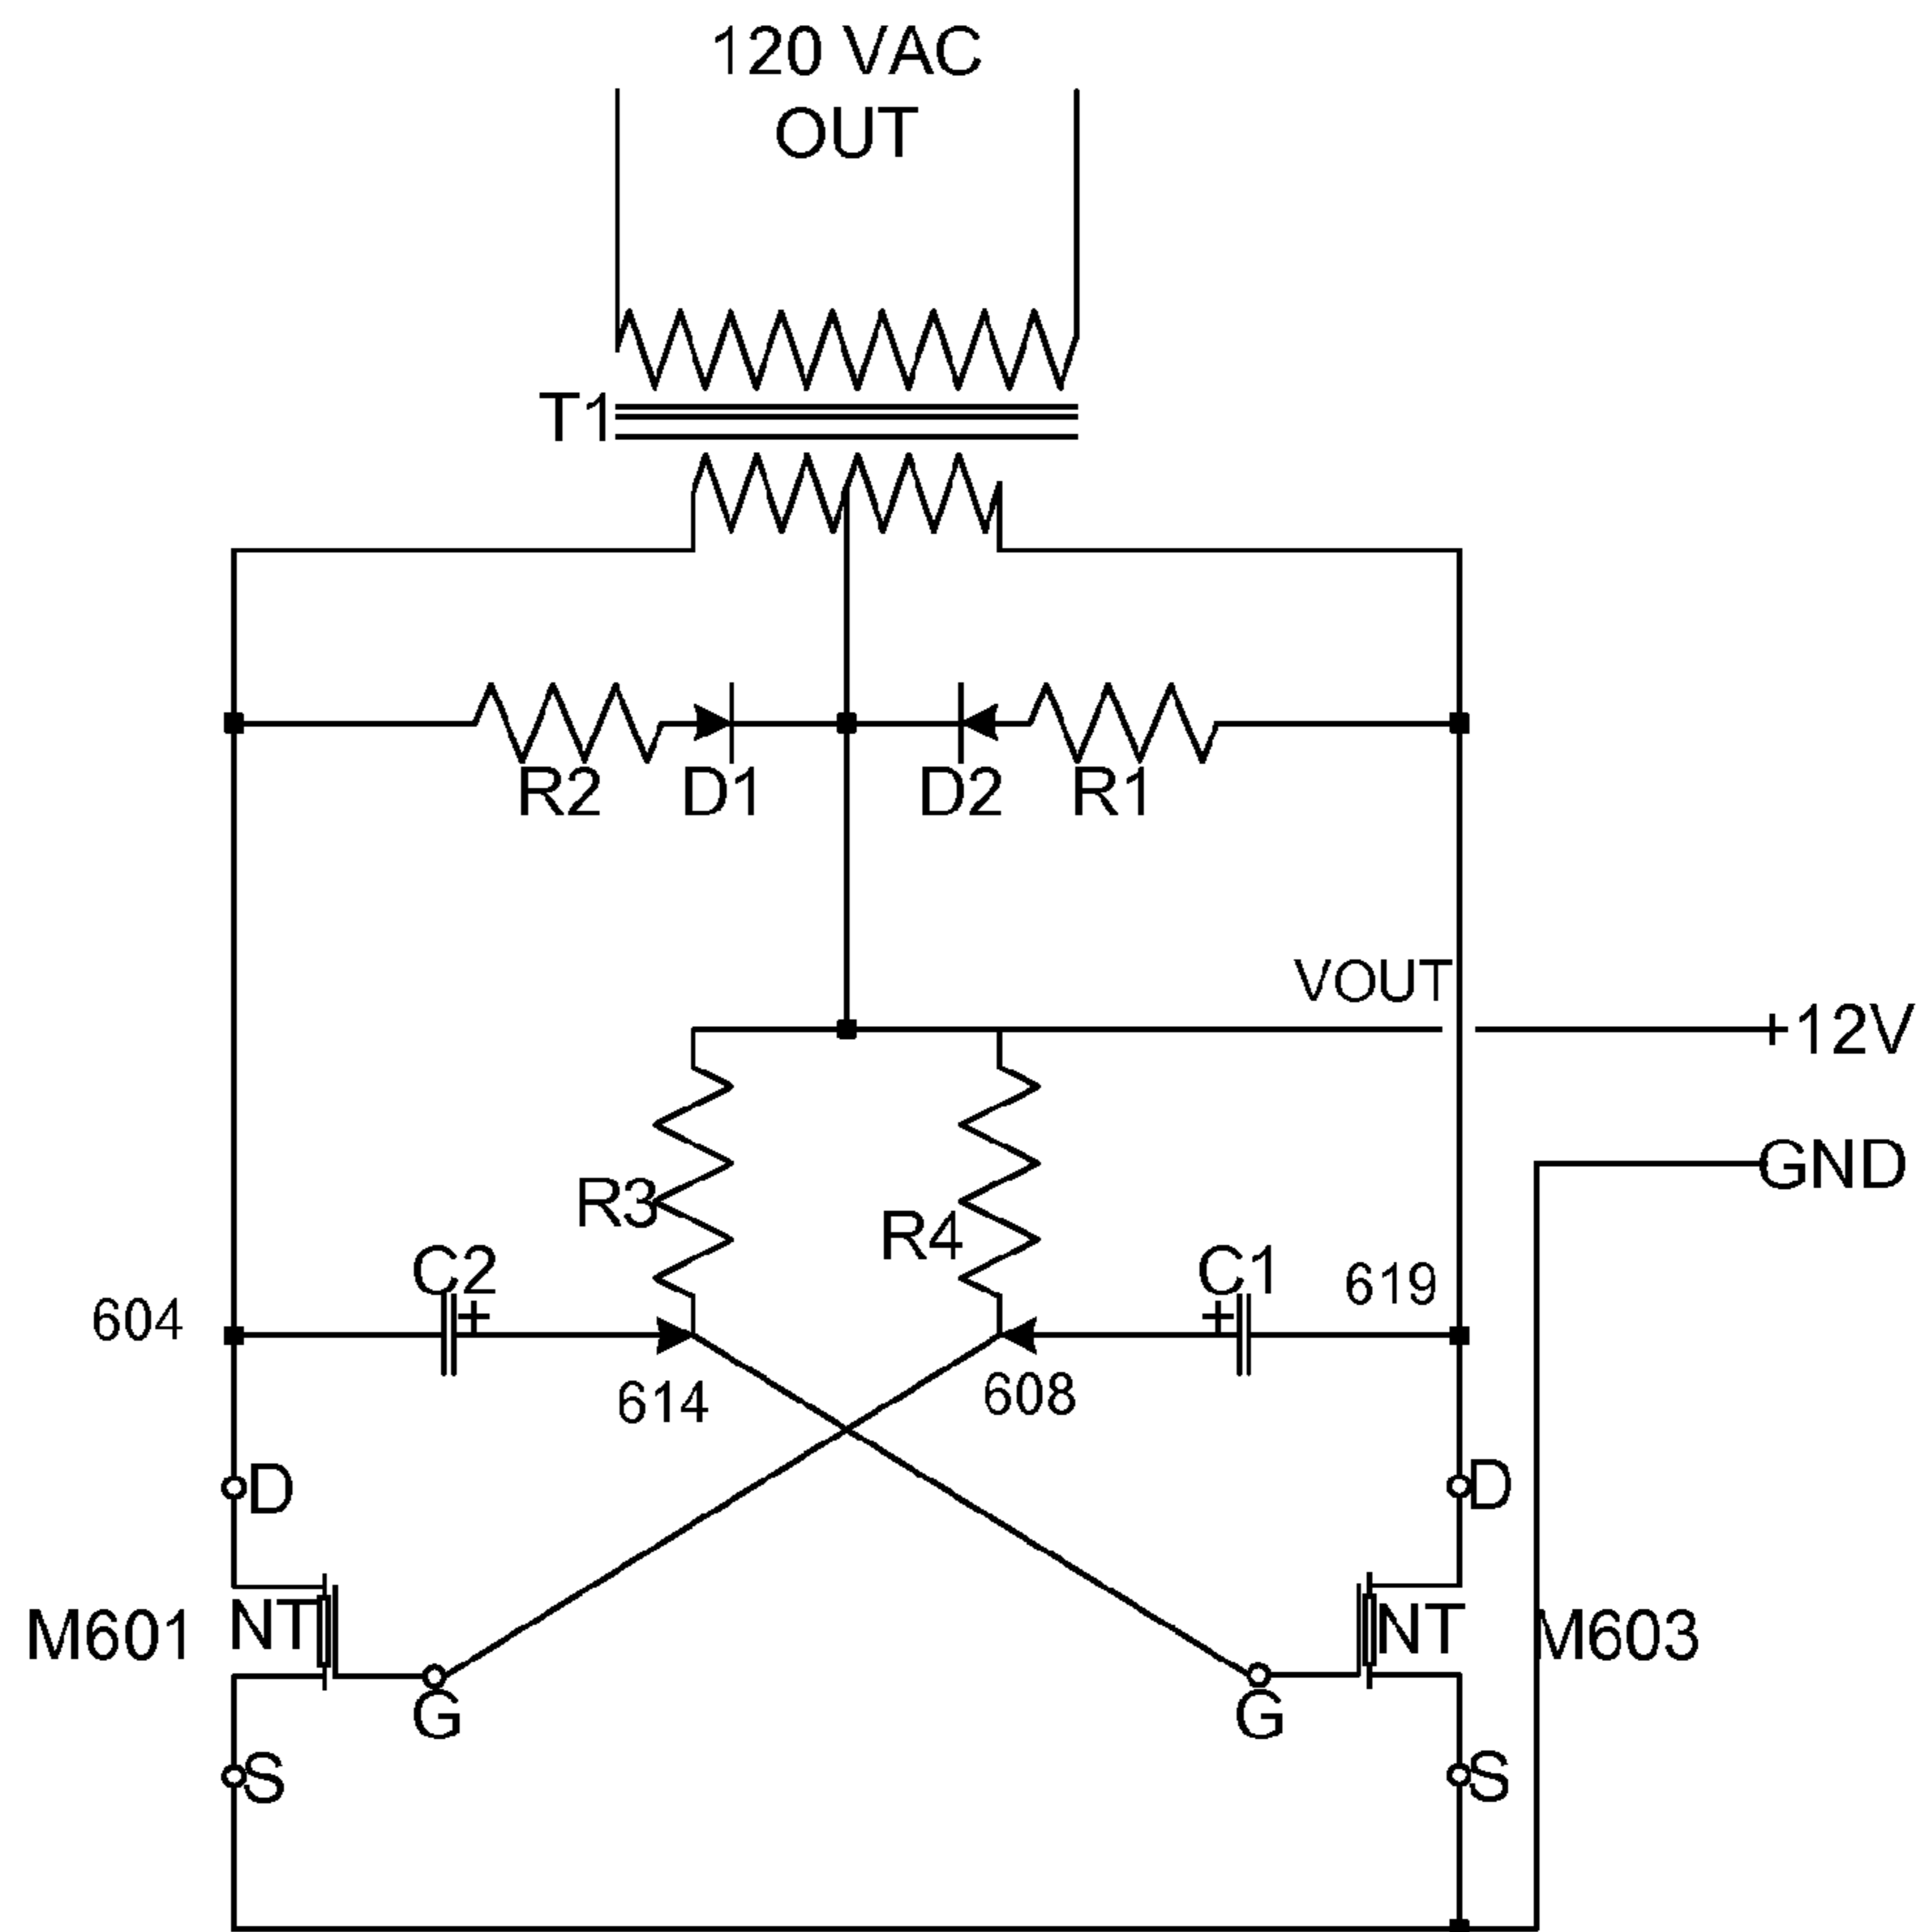 120 VAC
OUT
T1
R2
D1
D2
R1
VOUT
+12V
GND
R3
R4
C2
+
C1
+
619
604
614
608
D
D
M601
NT
NT
M603
G
G
S
S